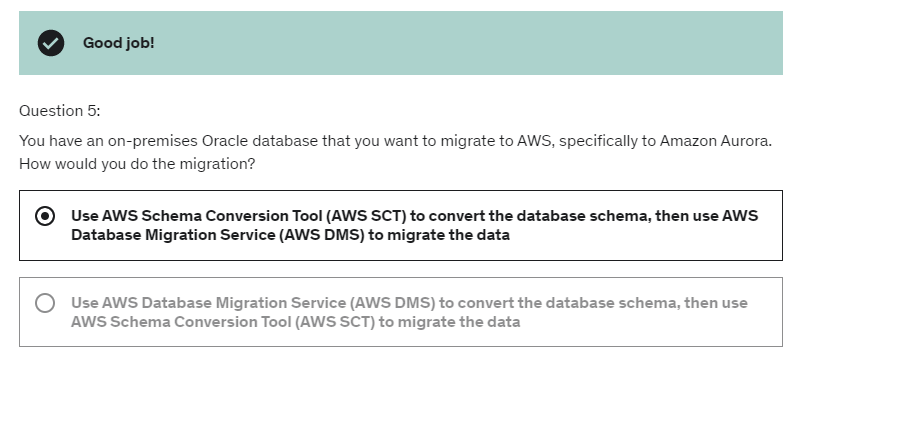 Good job!
Question 5:
You have an on-premises Oracle database that you want to migrate to AWS, specifically to Amazon Aurora.
How would you do the migration?
Use AWS Schema Conversion Tool (AWS SCT) to convert the database schema, then use AWS
Database Migration Service (AWS DMS) to migrate the data
Use AWS Database Migration Service (AWS DMS) to convert the database schema, then use
AWS Schema Conversion Tool (AWS SCT) to migrate the data